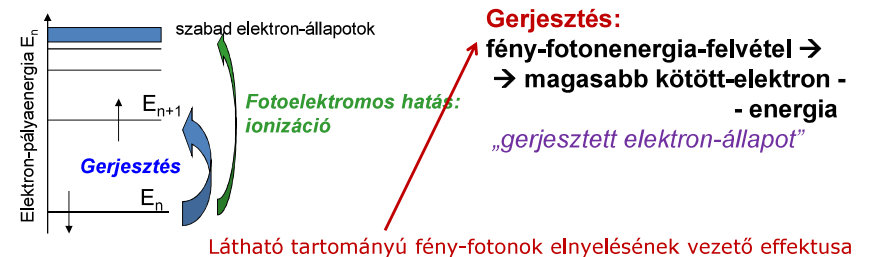 Elektron-pályaenergia Eₙ
szabad elektron-állapotok
Eₙ₊₁
Fotoelektromos hatás:
ionizáció
Gerjesztés
Eₙ
Gerjesztés:
fény-fotonenergia-felvétel →
→ magasabb kötött-elektron -
- energia
„gerjesztett elektron-állapot”
Látható tartományú fény-fotonok elnyelésének vezető effektusa